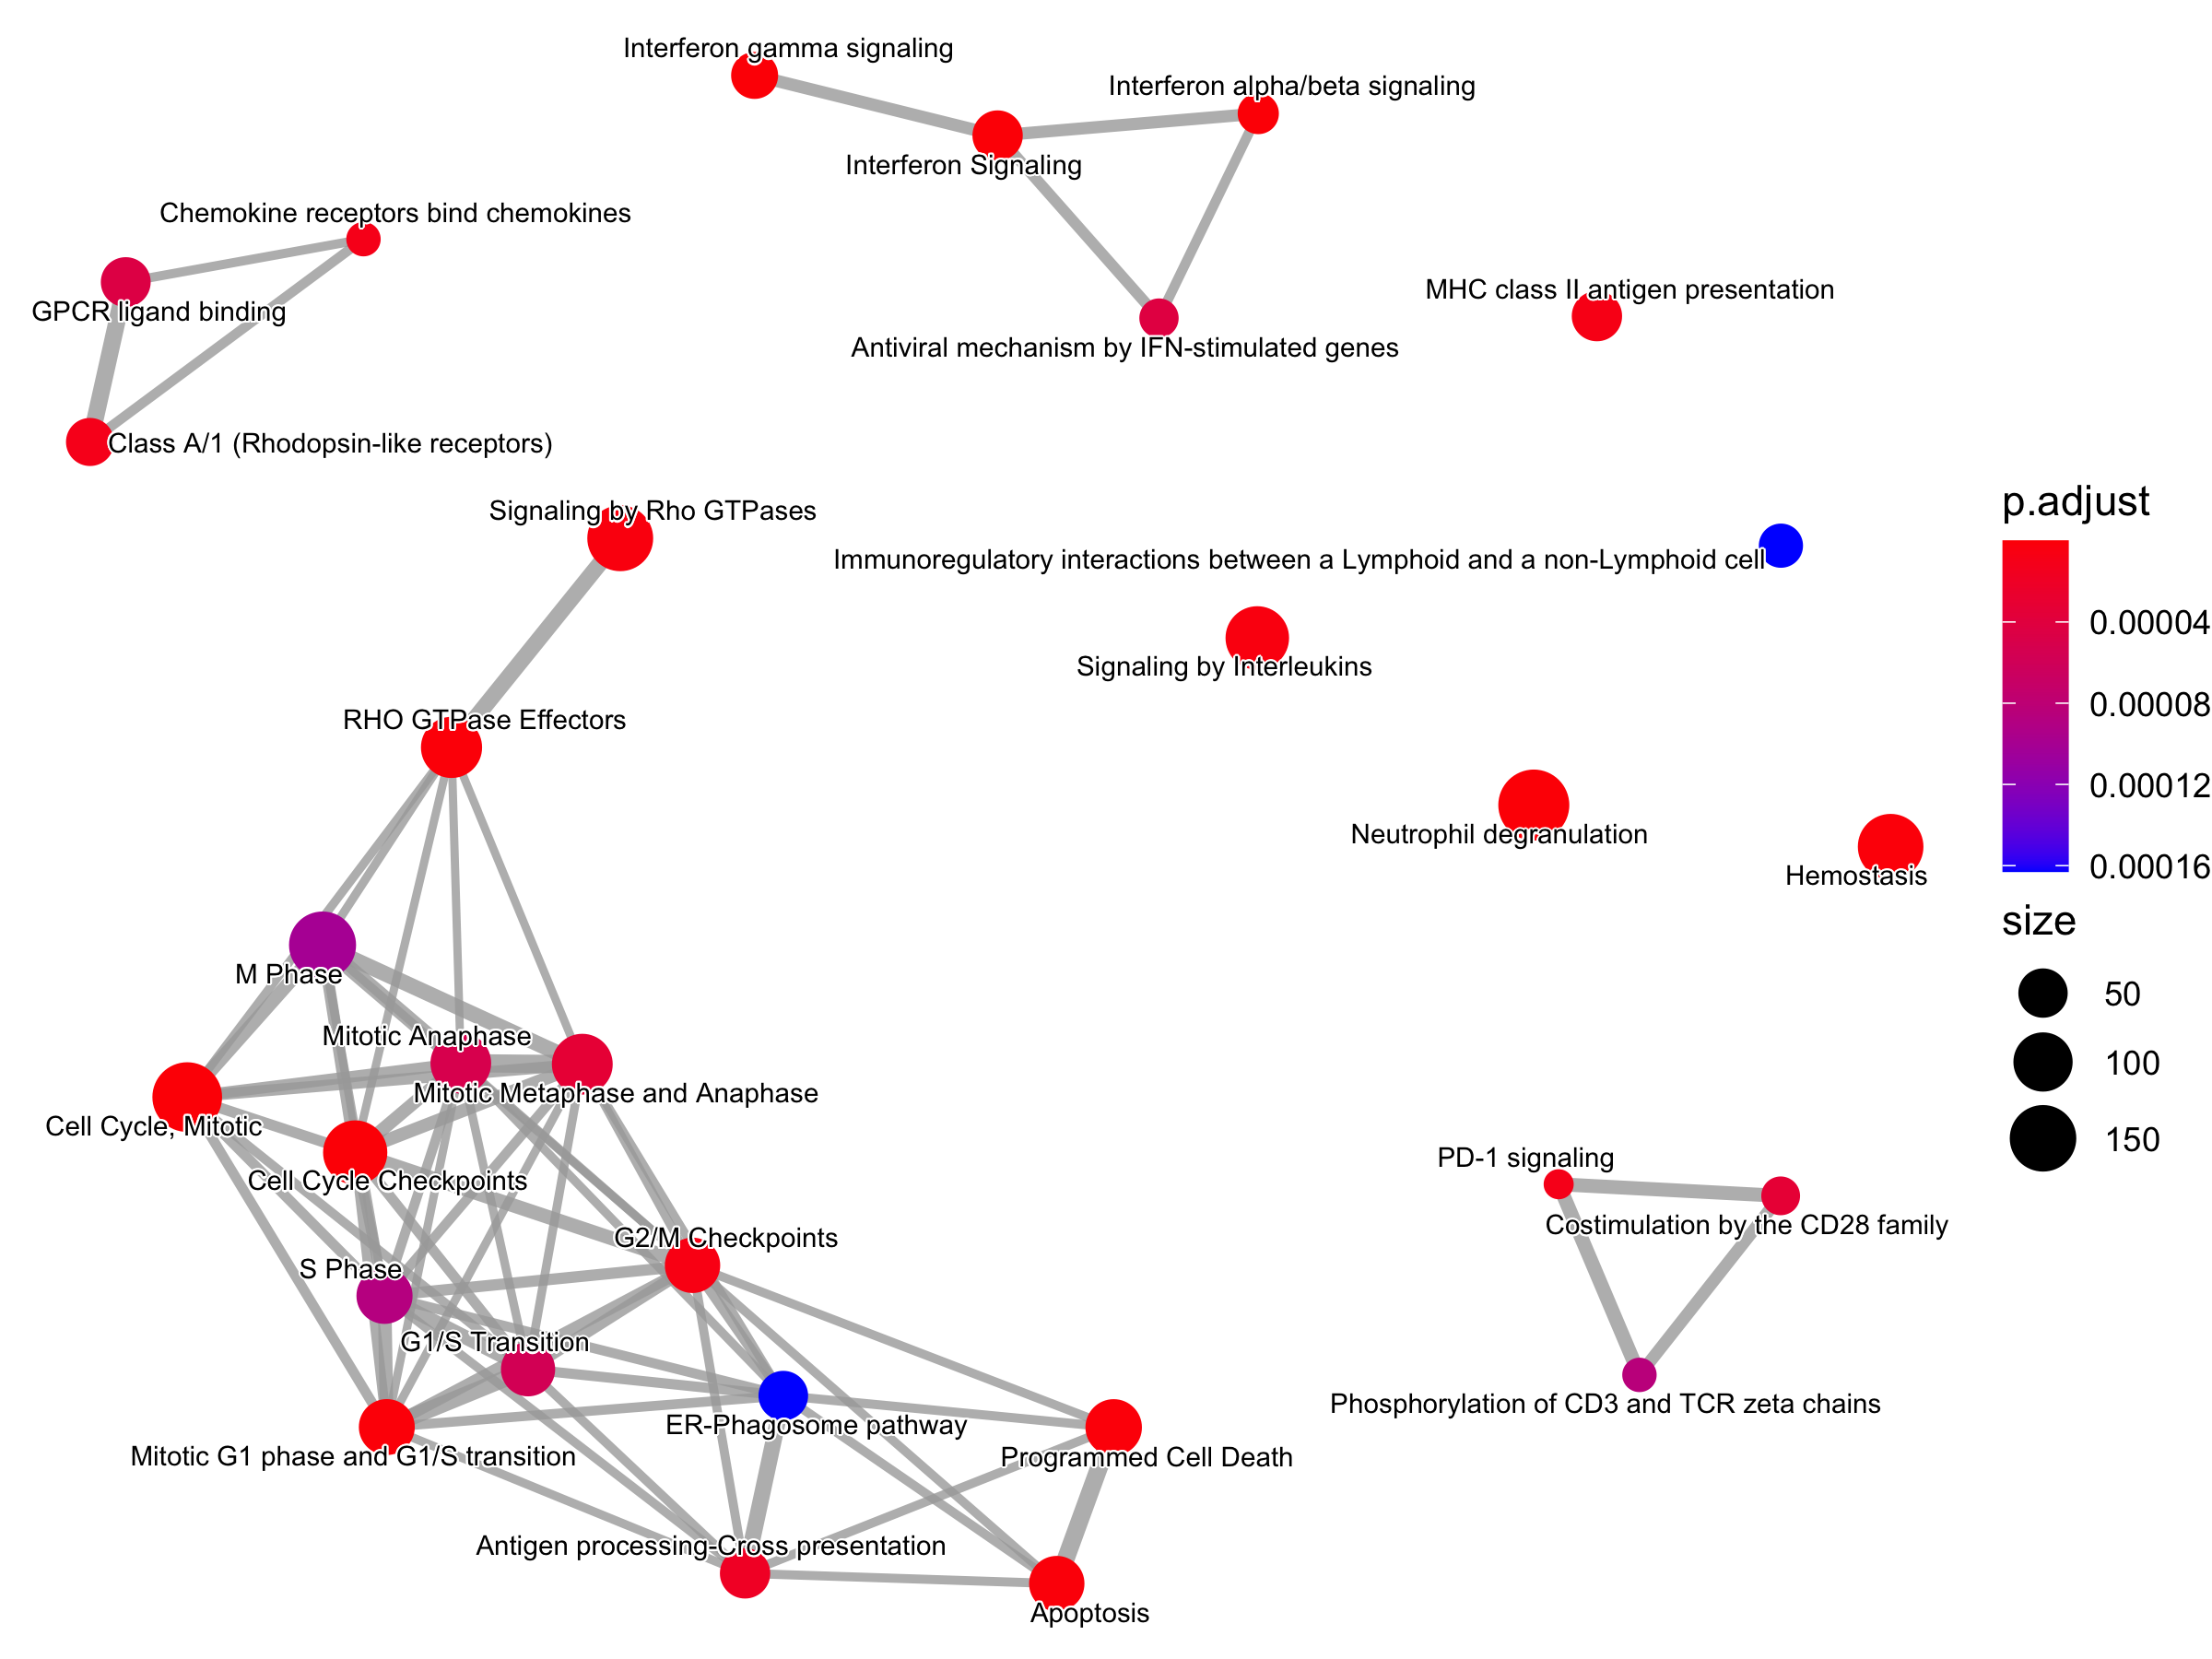 Interferon gamma signaling
Interferon alpha/beta signaling
Interferon Signaling
Chemokine receptors bind chemokines
GPCR ligand binding
MHC class II antigen presentation
Antiviral mechanism by IFN-stimulated genes
Class A/1 (Rhodopsin-like receptors)
Signaling by Rho GTPases
Immunoregulatory interactions between a Lymphoid and a non-Lymphoid cell
Signaling by Interleukins
RHO GTPase Effectors
Neutrophil degranulation
Hemostasis
M Phase
Mitotic Anaphase
Mitotic Metaphase and Anaphase
Cell Cycle, Mitotic
Cell Cycle Checkpoints
PD-1 signaling
Costimulation by the CD28 family
G2/M Checkpoints
S Phase
G1/S Transition
Phosphorylation of CD3 and TCR zeta chains
ER-Phagosome pathway
Mitotic G1 phase and G1/S transition
Programmed Cell Death
Antigen processing-Cross presentation
Apoptosis
p.adjust
0.00004
0.00008
0.00012
0.00016
size
50
100
150